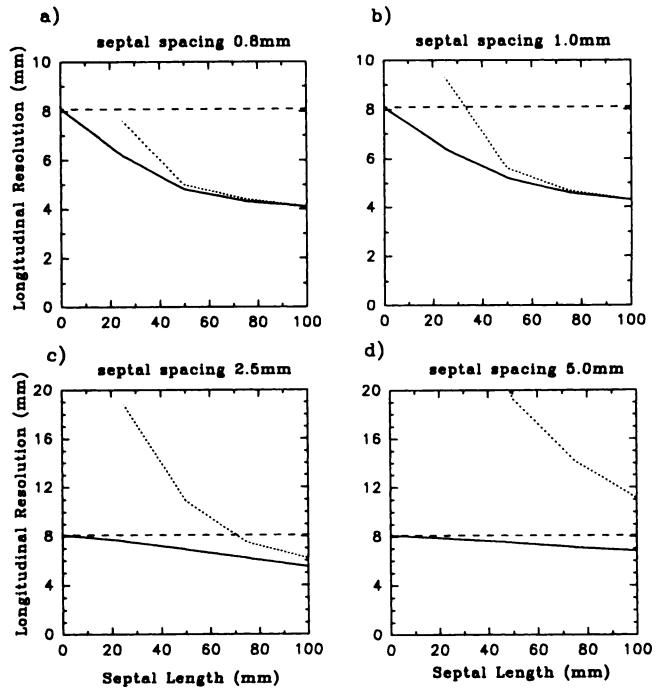 a)
septal spacing 0.8mm
Longitudinal Resolution (mm)
10
8
6
4
2
0
0 20 40 60 80 100
b)
septal spacing 1.0mm
10
8
6
4
2
0
0 20 40 60 80 100
c)
septal spacing 2.5mm
Longitudinal Resolution (mm)
20
16
12
8
4
0
0 20 40 60 80 100
Septal Length (mm)
d)
septal spacing 5.0mm
20
16
12
8
4
0
0 20 40 60 80 100
Septal Length (mm)